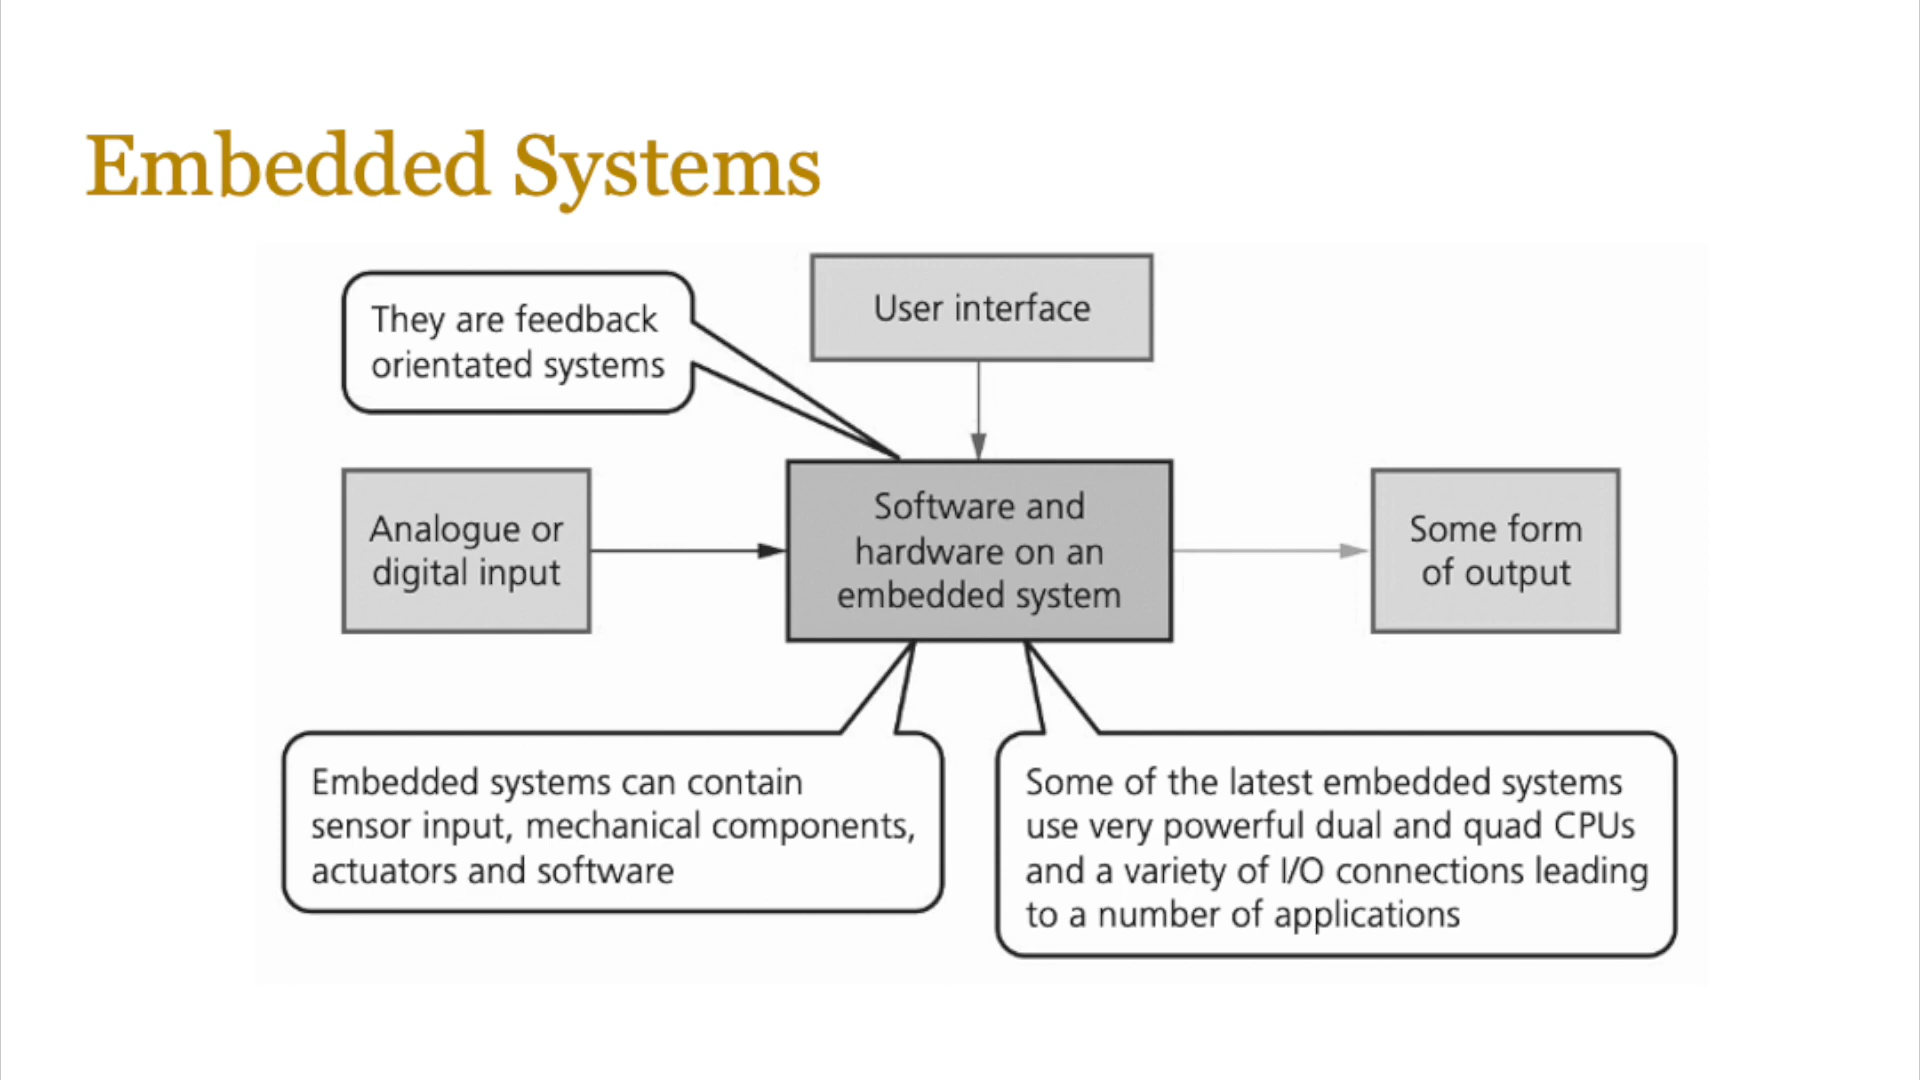 Embedded Systems
They are feedback
orientated systems
User interface
Analogue or
digital input
Software and
hardware on an
embedded system
Some form
of output
Embedded systems can contain
sensor input, mechanical components,
actuators and software
Some of the latest embedded systems
use very powerful dual and quad CPUs
and a variety of I/O connections leading
to a number of applications